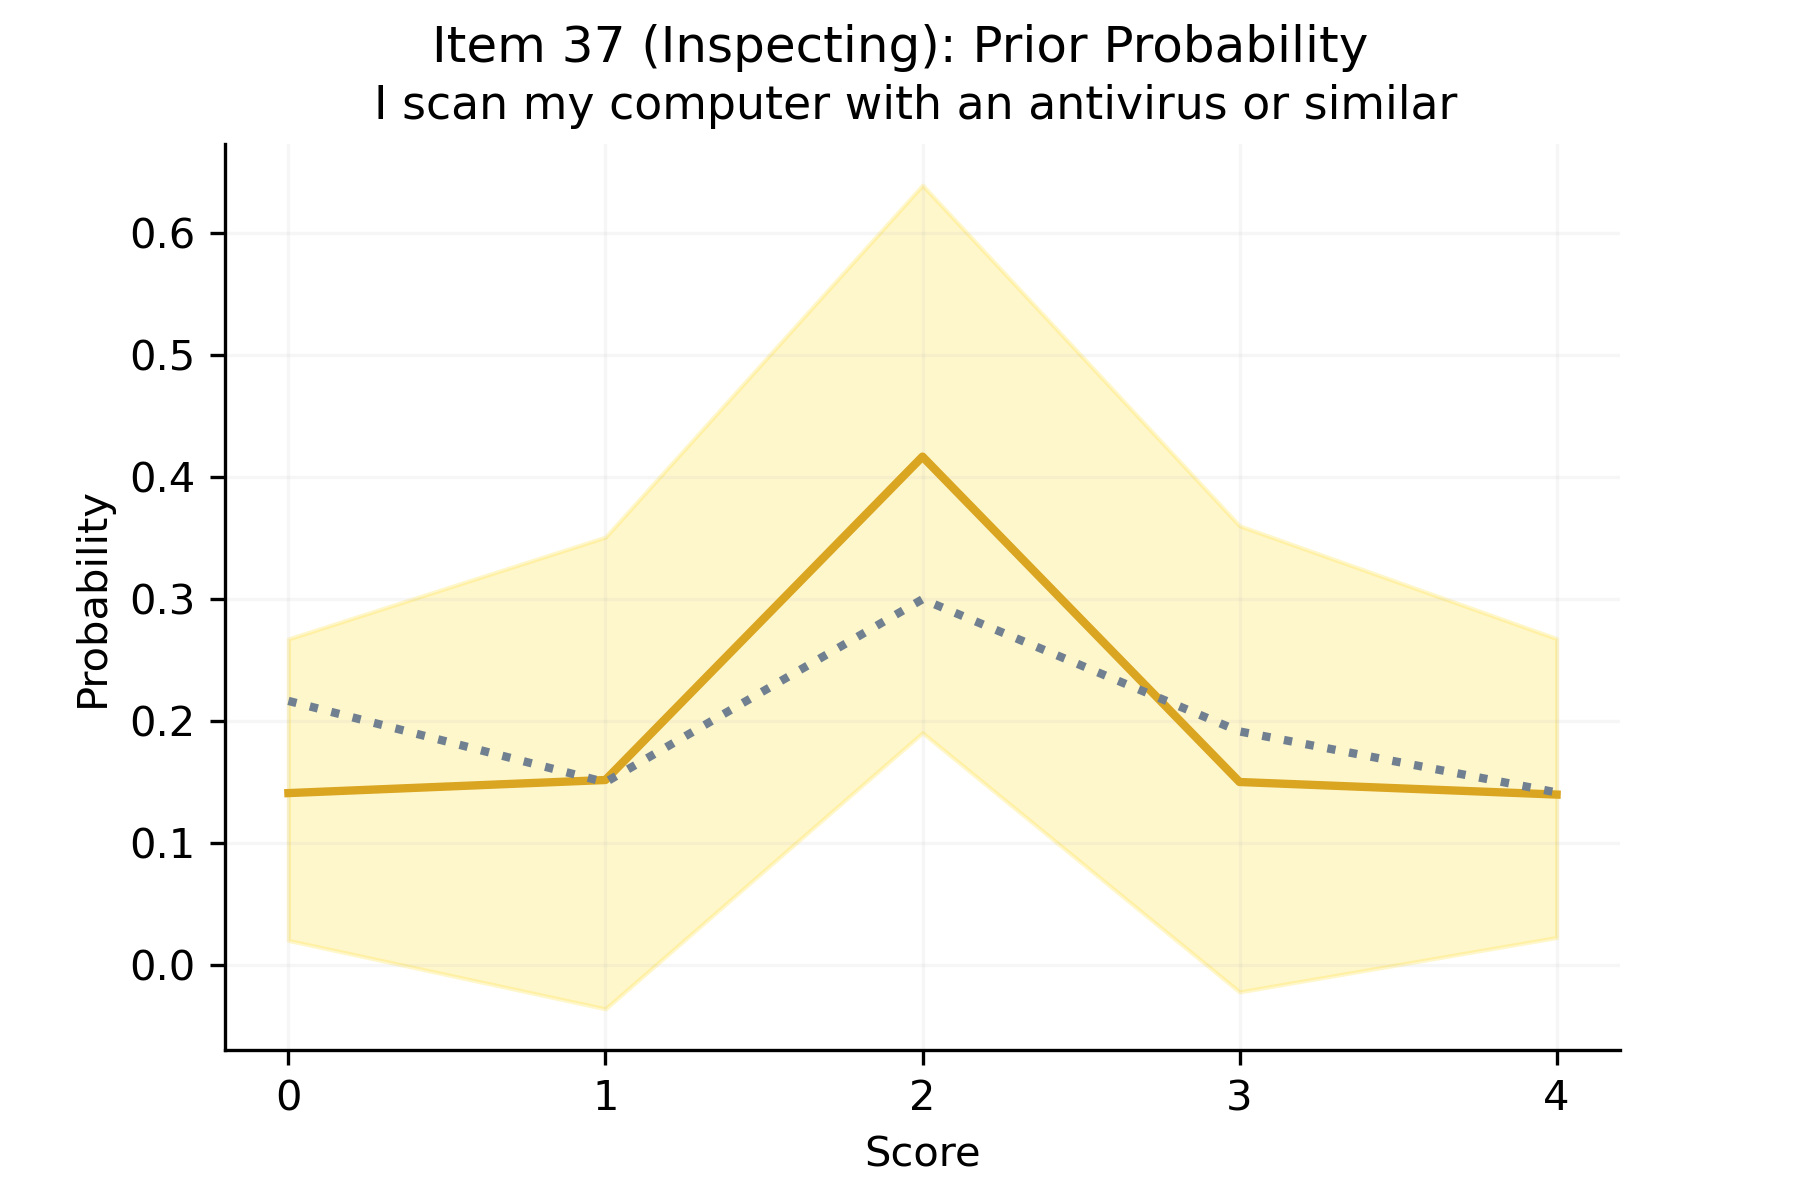 Item 37 (Inspecting): Prior Probability
I scan my computer with an antivirus or similar
0.6
0.5
0.4
0.3
0.2
0.1
0.0
Probability
0 1 2 3 4
Score